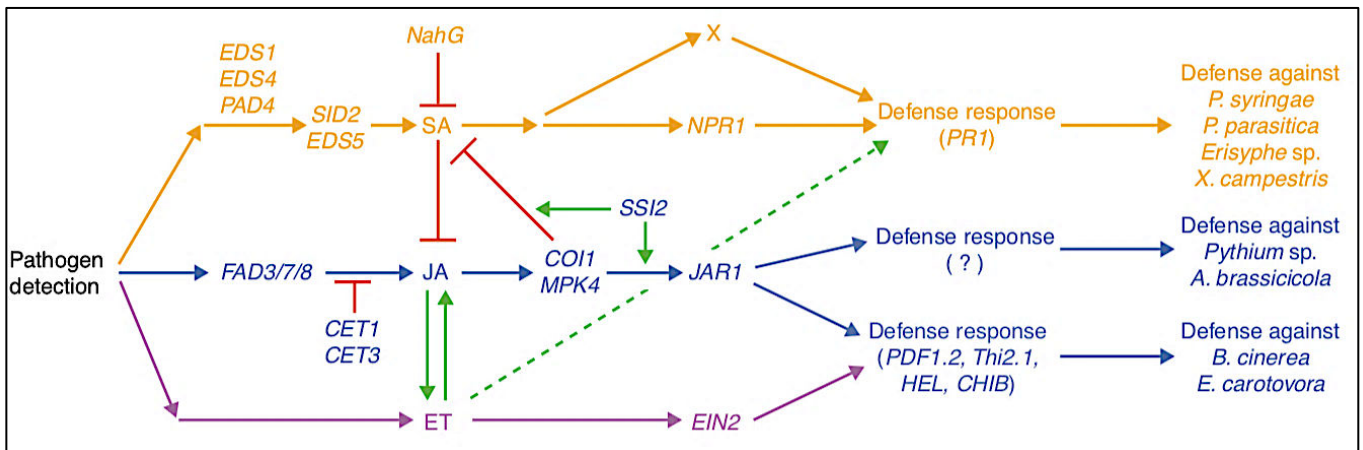 NahG
X
EDS1
EDS4
PAD4
SID2
EDS5
SA
NPR1
Defense response
(PR1)
Defense against
P. syringae
P. parasitica
Erisyphe sp.
X. campestris
SSI2
Pathogen
detection
FAD3/7/8
JA
COI1
MPK4
JAR1
Defense response
( ? )
Defense against
Pythium sp.
A. brassicicola
CET1
CET3
Defense response
(PDF1.2, Thi2.1,
HEL, CHIB)
Defense against
B. cinerea
E. carotovora
ET
EIN2